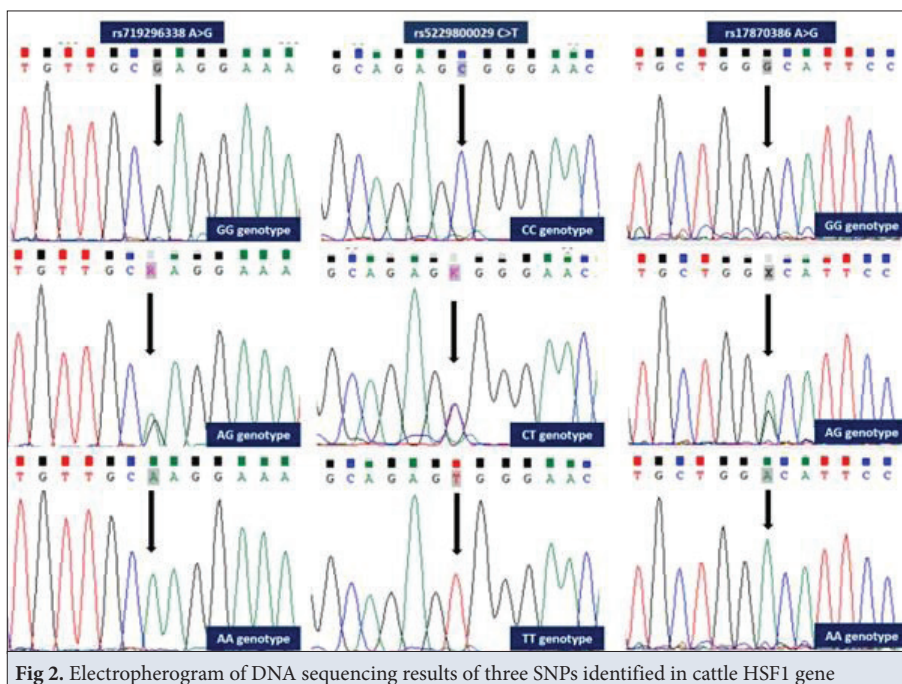 rs719296338 A>G
rs5229800029 C>T
rs17870386 A>G
T G T T G C G A G G A A A
G C A G A G C G G G A A C
T G C T G G G C A T T C C
GG genotype
CC genotype
GG genotype
T G T T G C K A G G A A A
G C A G A G K G G G A A C
T G C T G G X C A T T C C
AG genotype
CT genotype
AG genotype
T G T T G C A A G G A A A
G C A G A G T G G G A A C
T G C T G G A C A T T C C
AA genotype
TT genotype
AA genotype
Fig 2. Electropherogram of DNA sequencing results of three SNPs identified in cattle HSF1 gene